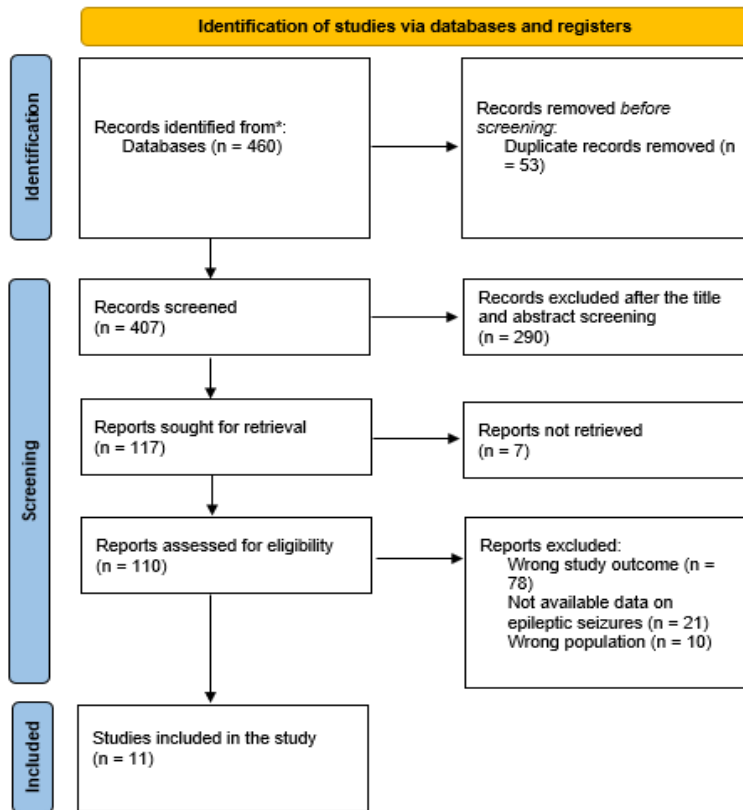 Identification of studies via databases and registers
Identification
Records identified from*:
Databases (n = 460)
Records removed before
screening:
Duplicate records removed (n
= 53)
Screening
Records screened
(n = 407)
Records excluded after the title
and abstract screening
(n = 290)
Reports sought for retrieval
(n = 117)
Reports not retrieved
(n = 7)
Reports assessed for eligibility
(n = 110)
Reports excluded:
Wrong study outcome (n =
78)
Not available data on
epileptic seizures (n = 21)
Wrong population (n = 10)
Included
Studies included in the study
(n = 11)